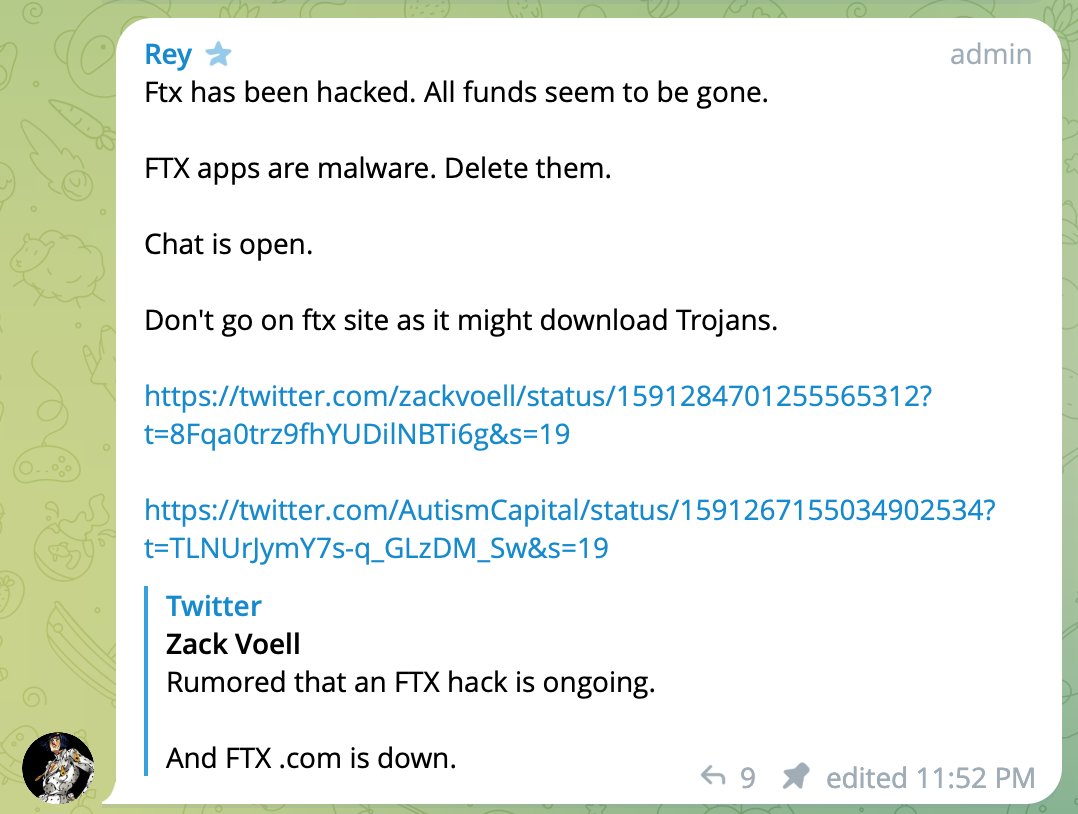 Rey admin
Ftx has been hacked. All funds seem to be gone.
FTX apps are malware. Delete them.
Chat is open.
Don't go on ftx site as it might download Trojans.
https://twitter.com/zackvoell/status/1591284701255565312?
t=8Fqa0trz9fhYUDilNBTi6g&s=19
https://twitter.com/AutismCapital/status/1591267155034902534?
t=TLNUrJymY7s-q_GLzDM_Sw&s=19
Twitter
Zack Voell
Rumored that an FTX hack is ongoing.
And FTX .com is down.
9 edited 11:52 PM